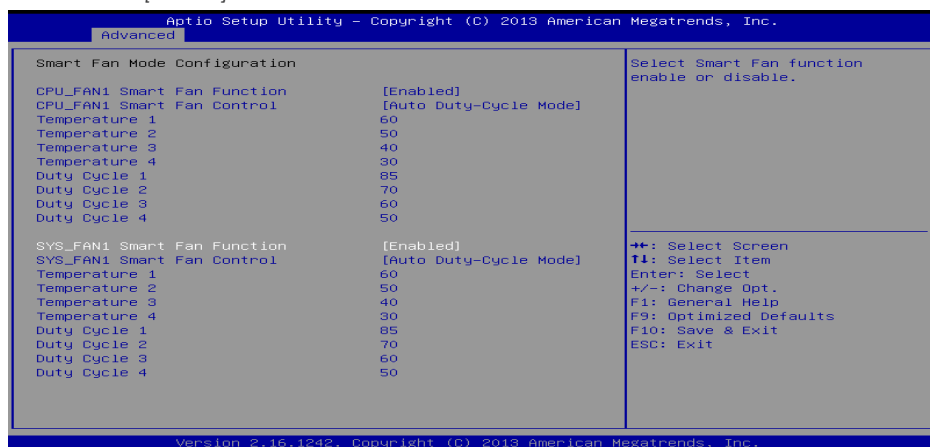 Aptio Setup Utility – Copyright (C) 2013 American Megatrends, Inc.
Advanced
Smart Fan Mode Configuration
CPU_FAN1 Smart Fan Function [Enabled]
CPU_FAN1 Smart Fan Control [Auto Duty-Cycle Mode]
Temperature 1 60
Temperature 2 50
Temperature 3 40
Temperature 4 30
Duty Cycle 1 85
Duty Cycle 2 70
Duty Cycle 3 60
Duty Cycle 4 50
SYS_FAN1 Smart Fan Function [Enabled]
SYS_FAN1 Smart Fan Control [Auto Duty-Cycle Mode]
Temperature 1 60
Temperature 2 50
Temperature 3 40
Temperature 4 30
Duty Cycle 1 85
Duty Cycle 2 70
Duty Cycle 3 60
Duty Cycle 4 50
Select Smart Fan function
enable or disable.
→←: Select Screen
↑↓: Select Item
Enter: Select
+/-: Change Opt.
F1: General Help
F9: Optimized Defaults
F10: Save & Exit
ESC: Exit
Version 2.16.1242. Copyright (C) 2013 American Megatrends, Inc.